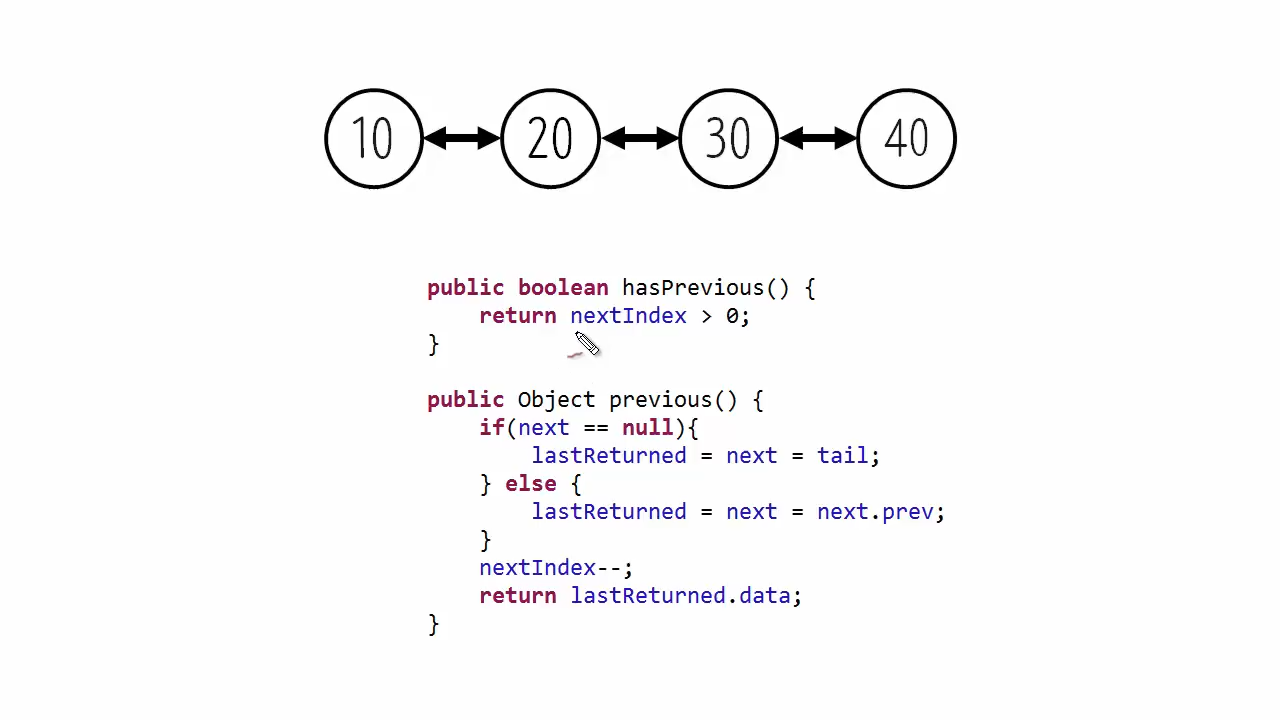 10 20 30 40
public boolean hasPrevious() {
    return nextIndex > 0;
}
public Object previous() {
    if(next == null){
        lastReturned = next = tail;
    } else {
        lastReturned = next = next.prev;
    }
    nextIndex--;
    return lastReturned.data;
}